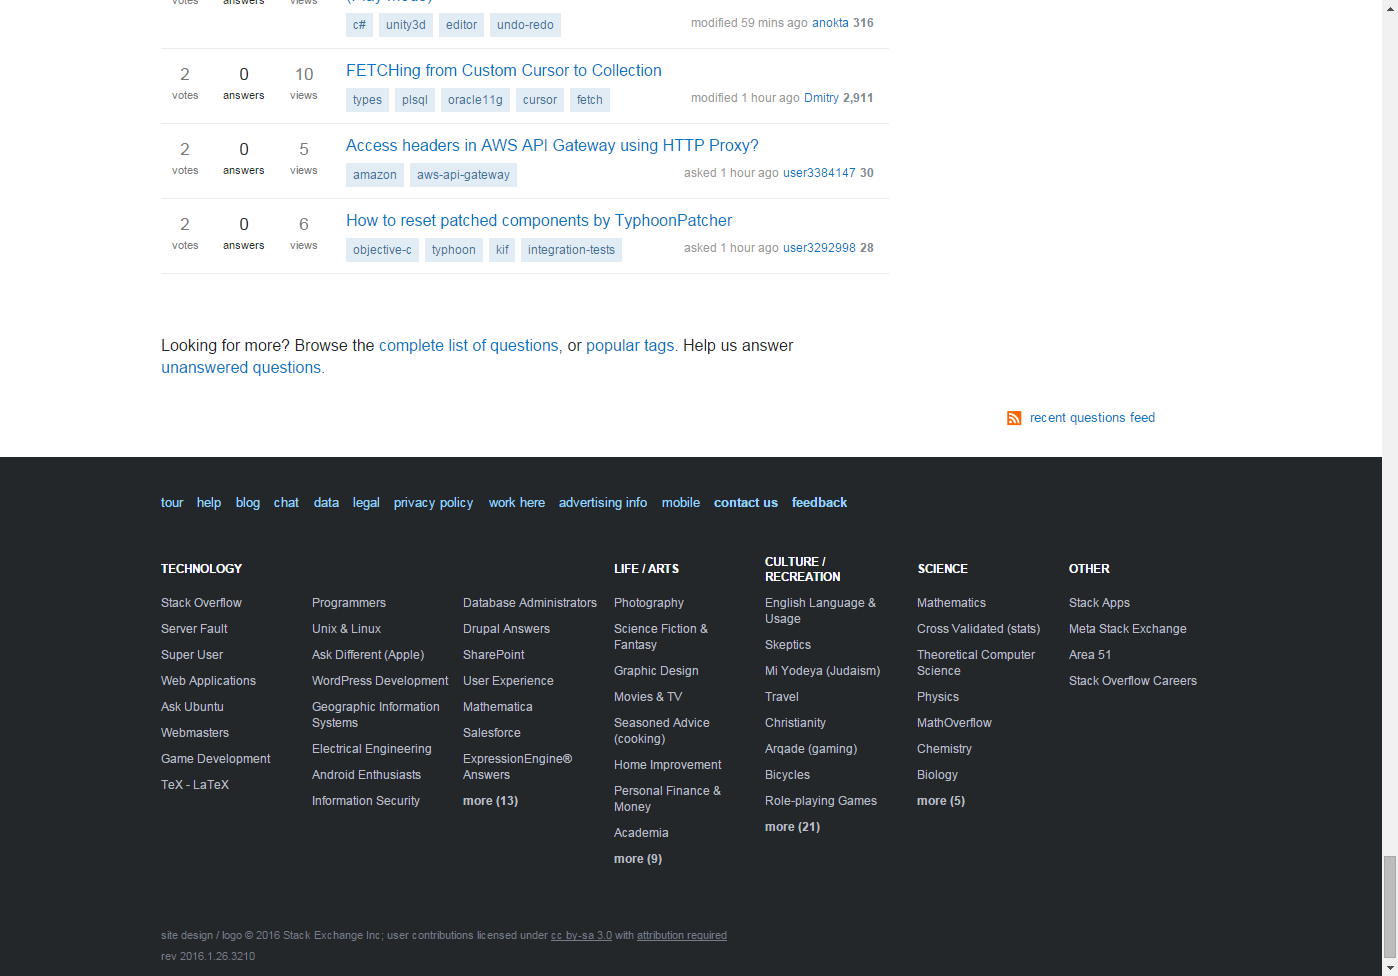 votes answers views (Play mode)
c# unity3d editor undo-redo modified 59 mins ago anokta 316
2 0 10 FETCHing from Custom Cursor to Collection
votes answers views types plsql oracle11g cursor fetch modified 1 hour ago Dmitry 2,911
2 0 5 Access headers in AWS API Gateway using HTTP Proxy?
votes answers views amazon aws-api-gateway asked 1 hour ago user3384147 30
2 0 6 How to reset patched components by TyphoonPatcher
votes answers views objective-c typhoon kif integration-tests asked 1 hour ago user3292998 28
Looking for more? Browse the complete list of questions, or popular tags. Help us answer
unanswered questions.
recent questions feed
tour help blog chat data legal privacy policy work here advertising info mobile contact us feedback
TECHNOLOGY
Stack Overflow
Server Fault
Super User
Web Applications
Ask Ubuntu
Webmasters
Game Development
TeX - LaTeX
Programmers
Unix & Linux
Ask Different (Apple)
WordPress Development
Geographic Information
Systems
Electrical Engineering
Android Enthusiasts
Information Security
Database Administrators
Drupal Answers
SharePoint
User Experience
Mathematica
Salesforce
ExpressionEngine®
Answers
more (13)
LIFE / ARTS
Photography
Science Fiction &
Fantasy
Graphic Design
Movies & TV
Seasoned Advice
(cooking)
Home Improvement
Personal Finance &
Money
Academia
more (9)
CULTURE /
RECREATION
English Language &
Usage
Skeptics
Mi Yodeya (Judaism)
Travel
Christianity
Arqade (gaming)
Bicycles
Role-playing Games
more (21)
SCIENCE
Mathematics
Cross Validated (stats)
Theoretical Computer
Science
Physics
MathOverflow
Chemistry
Biology
more (5)
OTHER
Stack Apps
Meta Stack Exchange
Area 51
Stack Overflow Careers
site design / logo © 2016 Stack Exchange Inc; user contributions licensed under cc by-sa 3.0 with attribution required
rev 2016.1.26.3210